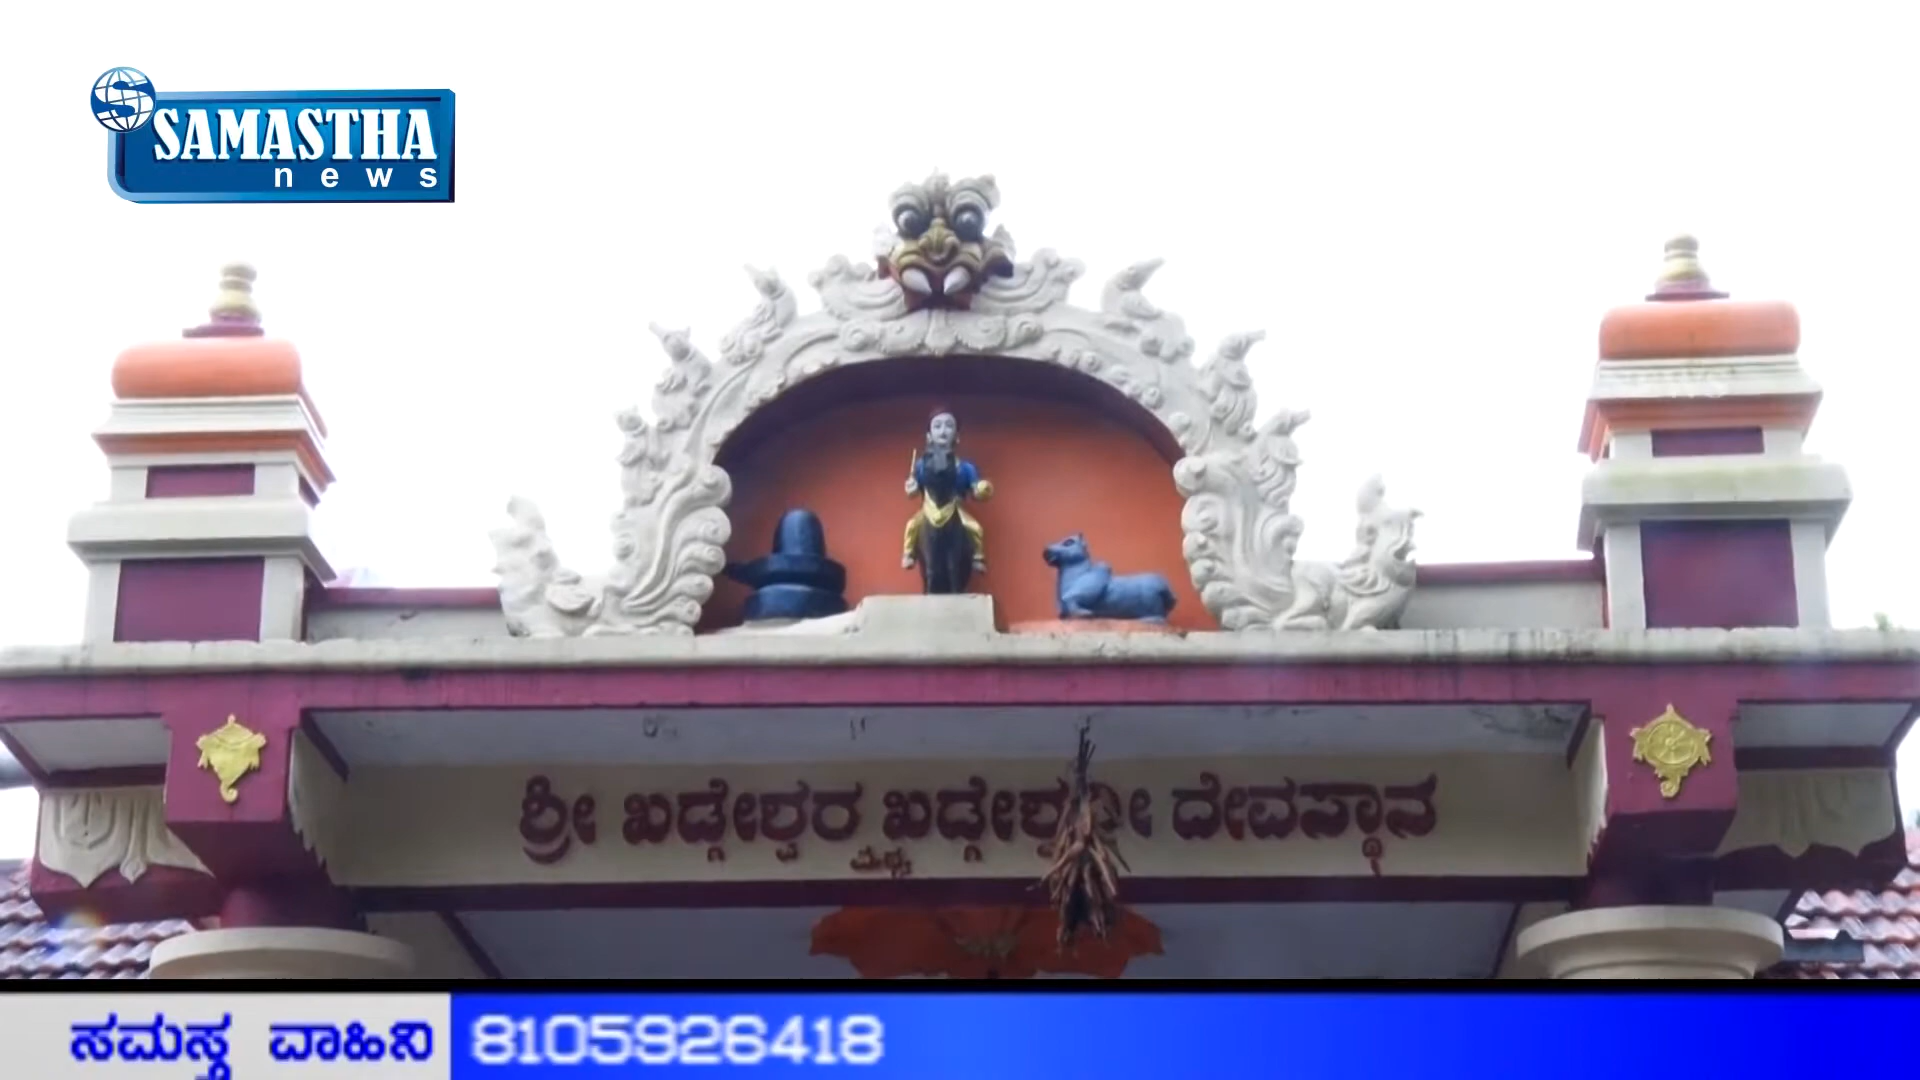 SAMASTHA
news
ಶ್ರೀ ಖಡ್ಗೇಶ್ವರ ಖಡ್ಗೇಶ್ವರೀ ದೇವಸ್ಥಾನ
ಸಮಸ್ತ ವಾಹಿನಿ 8105926418